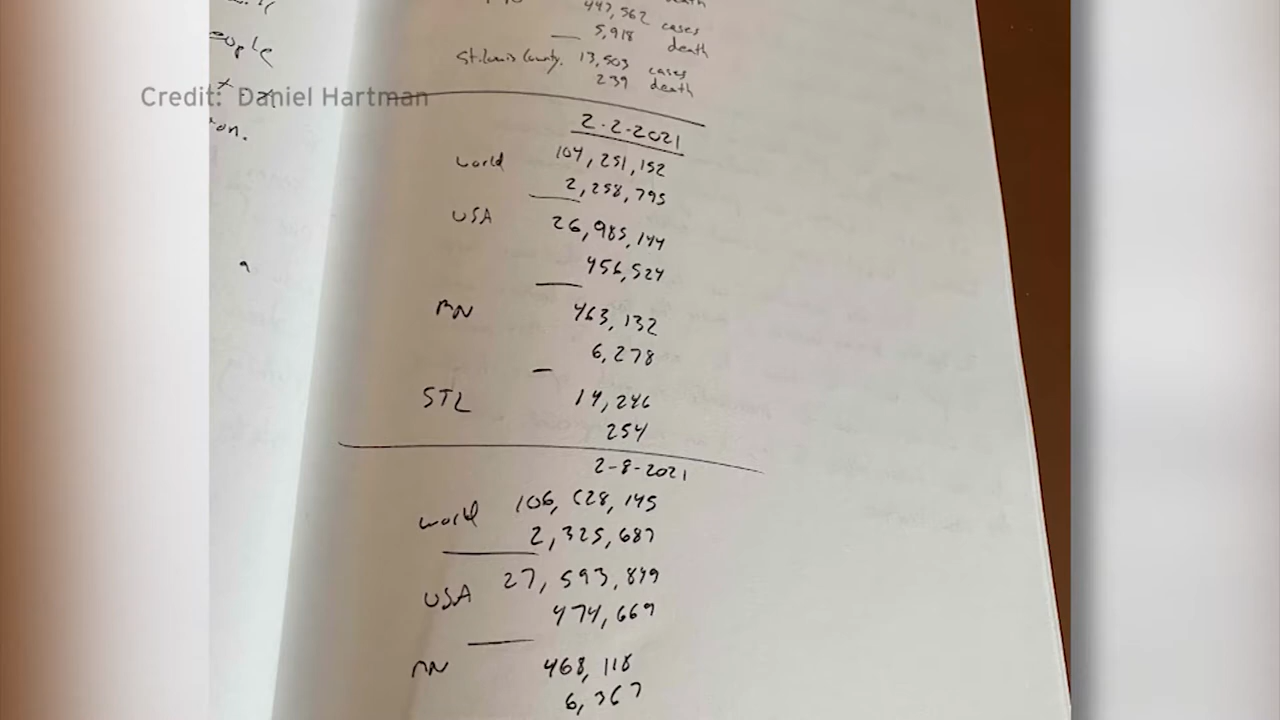 eople
on.
Credit: Daniel Hartman
death
447,562 cases
5,918 death
St. Louis County. 13,503 cases
239 death
2-2-2021
world 104,251,152
2,258,795
USA 26,985,144
456,524
MN 463,132
6,278
STL 14,246
254
2-8-2021
world 106,628,145
2,325,687
USA 27,593,849
474,669
MN 468,118
6,367